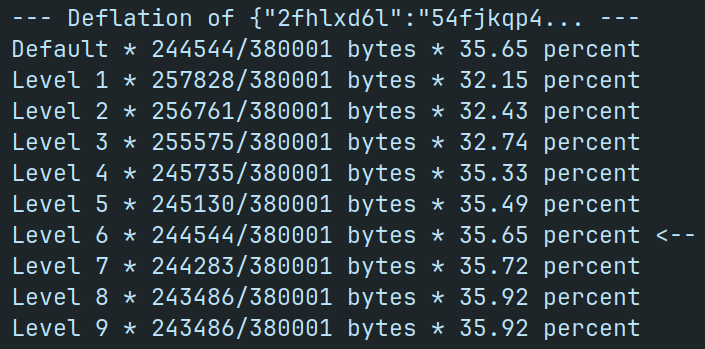 --- Deflation of {"2fhlxd6l":"54fjkqp4... ---
Default * 244544/380001 bytes * 35.65 percent
Level 1 * 257828/380001 bytes * 32.15 percent
Level 2 * 256761/380001 bytes * 32.43 percent
Level 3 * 255575/380001 bytes * 32.74 percent
Level 4 * 245735/380001 bytes * 35.33 percent
Level 5 * 245130/380001 bytes * 35.49 percent
Level 6 * 244544/380001 bytes * 35.65 percent <--
Level 7 * 244283/380001 bytes * 35.72 percent
Level 8 * 243486/380001 bytes * 35.92 percent
Level 9 * 243486/380001 bytes * 35.92 percent